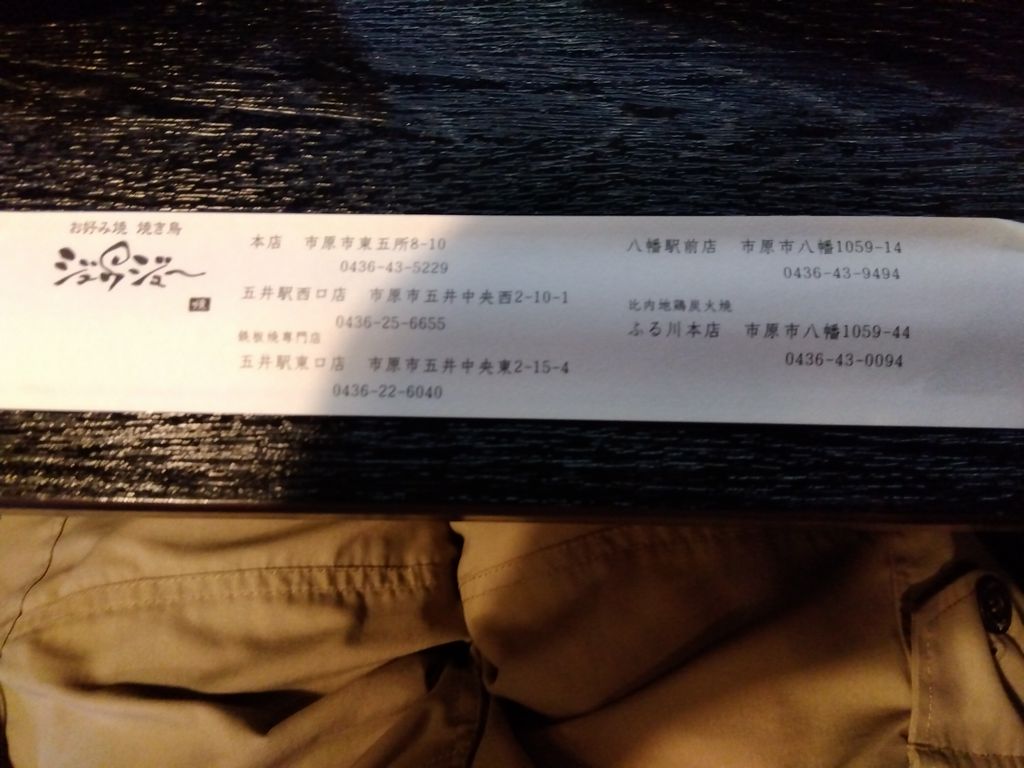 お好み焼 焼き鳥
ジュウジュー
本店 市原市東五所8-10
0436-43-5229
五井駅西口店 市原市五井中央西2-10-1
0436-25-6655
鉄板焼専門店
五井駅東口店 市原市五井中央東2-15-4
0436-22-6040
八幡駅前店 市原市八幡1059-14
0436-43-9494
比内地鶏炭火焼
ふる川本店 市原市八幡1059-44
0436-43-0094